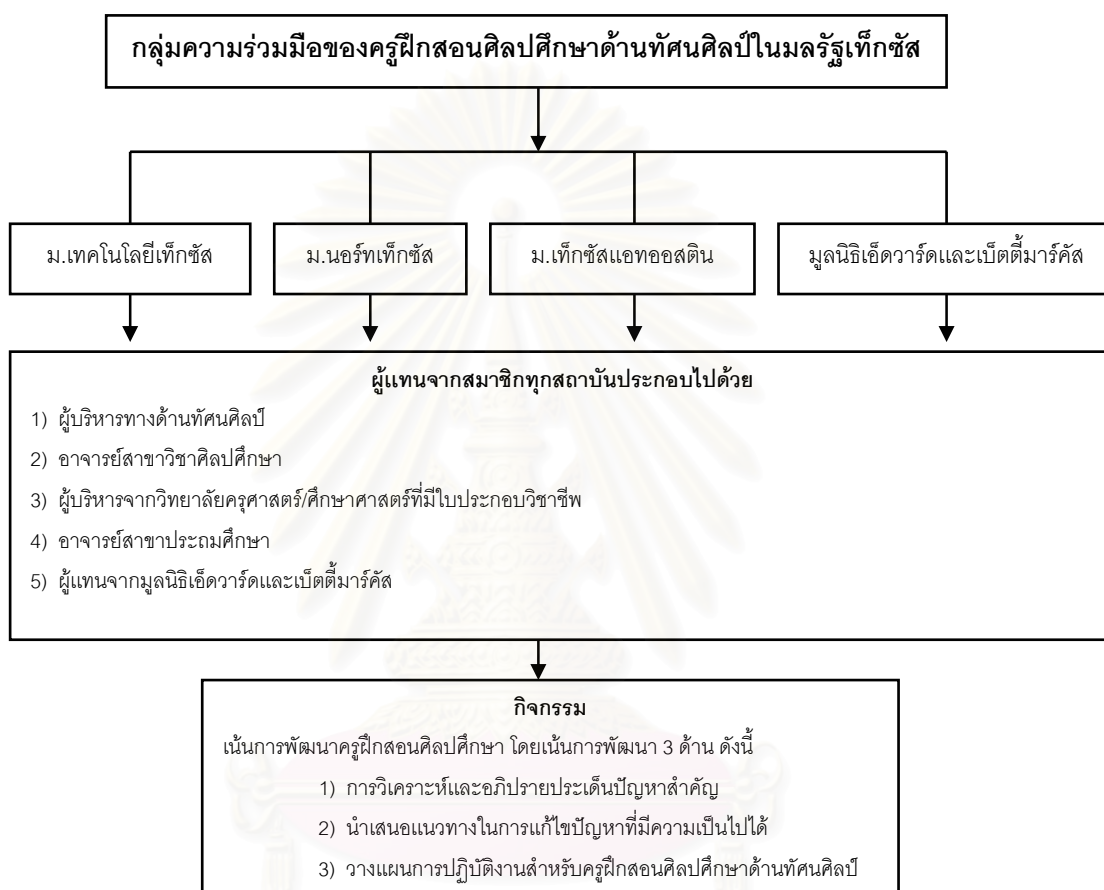 กลุ่มความร่วมมือของครูฝึกสอนศิลปศึกษาด้านทัศนศิลป์ในมลรัฐเท็กซัส
ม.เทคโนโลยีเท็กซัส
ม.นอร์ทเท็กซัส
ม.เท็กซัสแอทออสติน
มูลนิธิเอ็ดวาร์ดและเบ็ตตี้มาร์คัส
ผู้แทนจากสมาชิกทุกสถาบันประกอบไปด้วย
1) ผู้บริหารทางด้านทัศนศิลป์
2) อาจารย์สาขาวิชาศิลปศึกษา
3) ผู้บริหารจากวิทยาลัยครุศาสตร์/ศึกษาศาสตร์ที่มีใบประกอบวิชาชีพ
4) อาจารย์สาขาประถมศึกษา
5) ผู้แทนจากมูลนิธิเอ็ดวาร์ดและเบ็ตตี้มาร์คัส
กิจกรรม
เน้นการพัฒนาครูฝึกสอนศิลปศึกษา โดยเน้นการพัฒนา 3 ด้าน ดังนี้
1) การวิเคราะห์และอภิปรายประเด็นปัญหาสำคัญ
2) นำเสนอแนวทางในการแก้ไขปัญหาที่มีความเป็นไปได้
3) วางแผนการปฏิบัติงานสำหรับครูฝึกสอนศิลปศึกษาด้านทัศนศิลป์